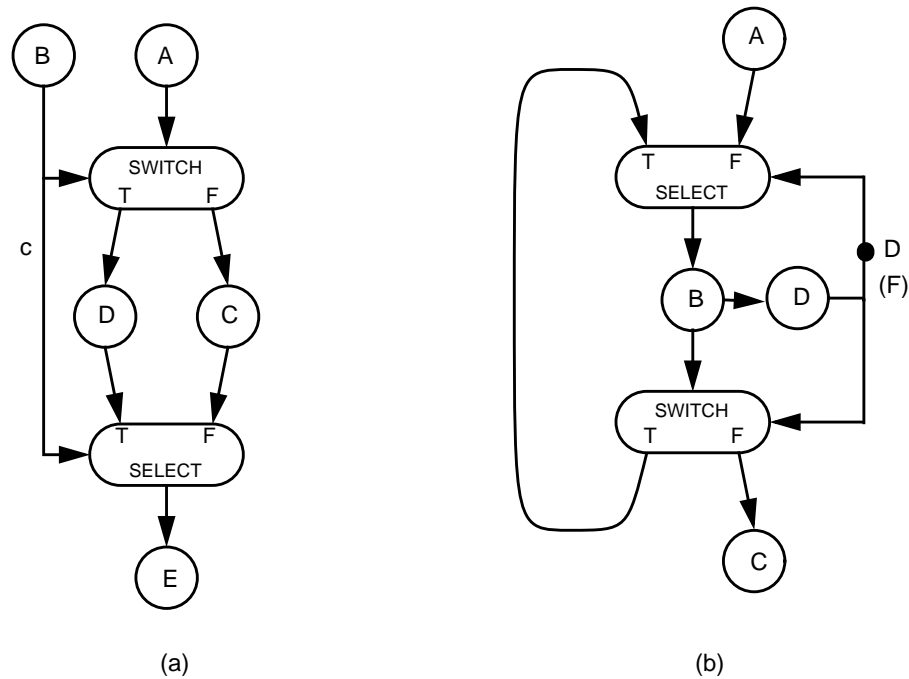 B
A
SWITCH
T F
c
D
C
T F
SELECT
E
(a)
A
T F
SELECT
D
(F)
B
D
SWITCH
T F
C
(b)